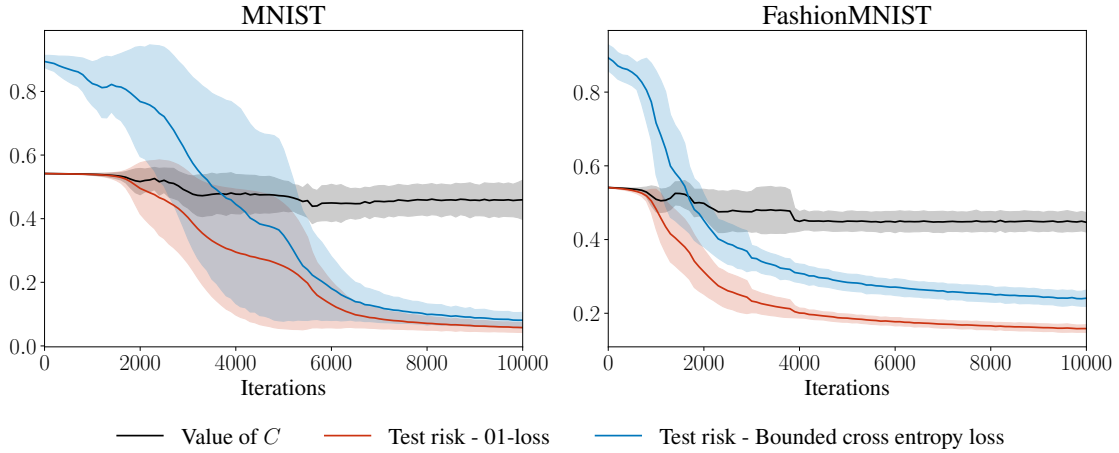 MNIST
FashionMNIST
0.8
0.6
0.4
0.2
0.0
0 2000 4000 6000 8000 10000
Iterations
0.8
0.6
0.4
0.2
0 2000 4000 6000 8000 10000
Iterations
Value of C
Test risk - 01-loss
Test risk - Bounded cross entropy loss